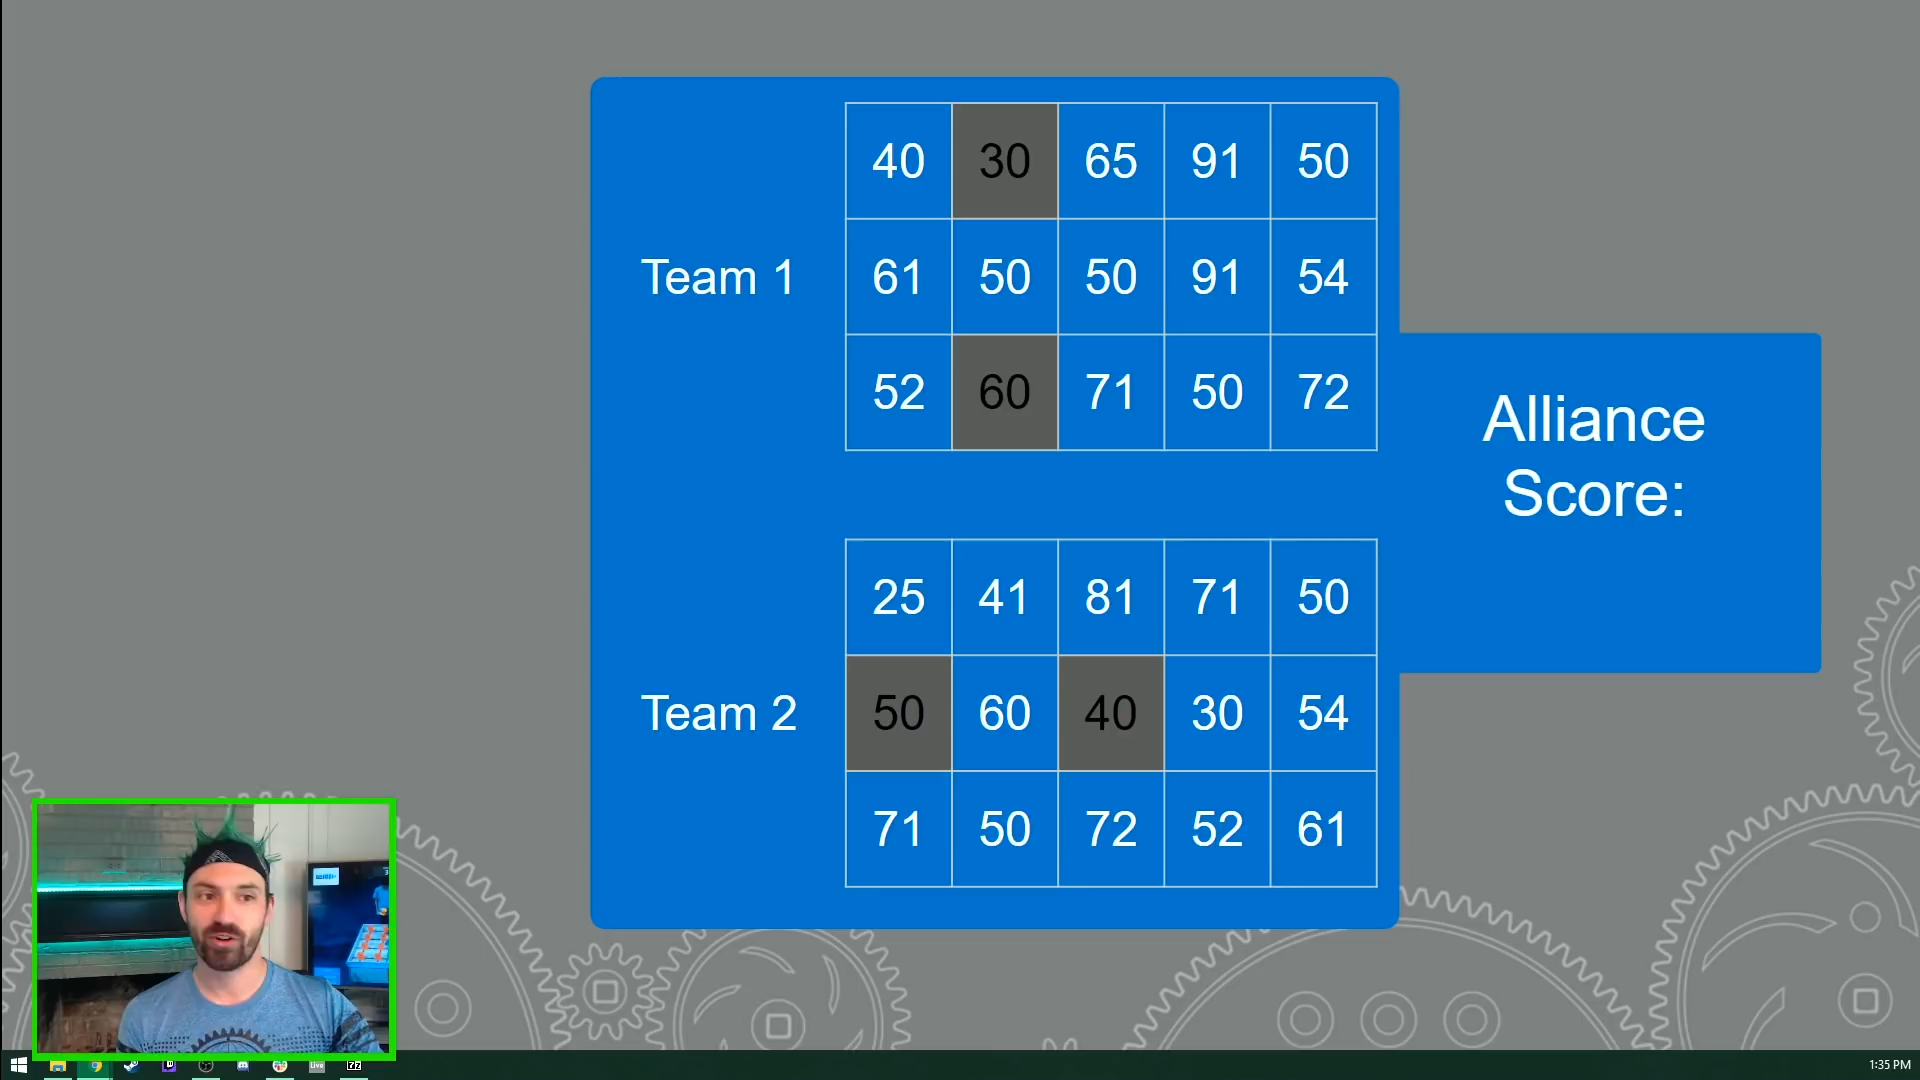 40 30 65 91 50
Team 1 61 50 50 91 54
52 60 71 50 72
Alliance
Score:
25 41 81 71 50
Team 2 50 60 40 30 54
71 50 72 52 61
Live
1:35 PM